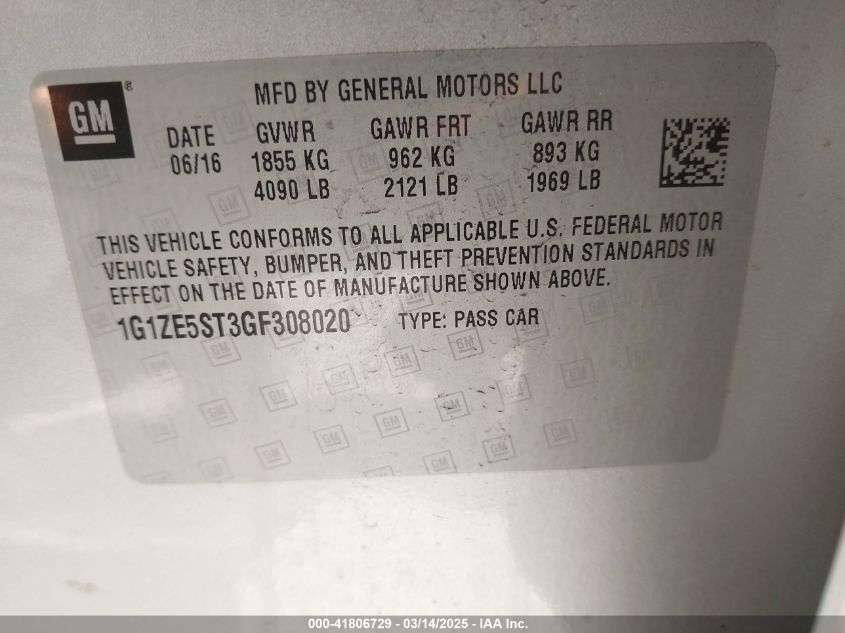 GM®
MFD BY GENERAL MOTORS LLC
DATE GVWR GAWR FRT GAWR RR
06/16 1855 KG 962 KG 893 KG
4090 LB 2121 LB 1969 LB
THIS VEHICLE CONFORMS TO ALL APPLICABLE U.S. FEDERAL MOTOR
VEHICLE SAFETY, BUMPER, AND THEFT PREVENTION STANDARDS IN
EFFECT ON THE DATE OF MANUFACTURE SHOWN ABOVE.
1G1ZE5ST3GF308020 TYPE: PASS CAR
000-41806729 - 03/14/2025 - IAA Inc.